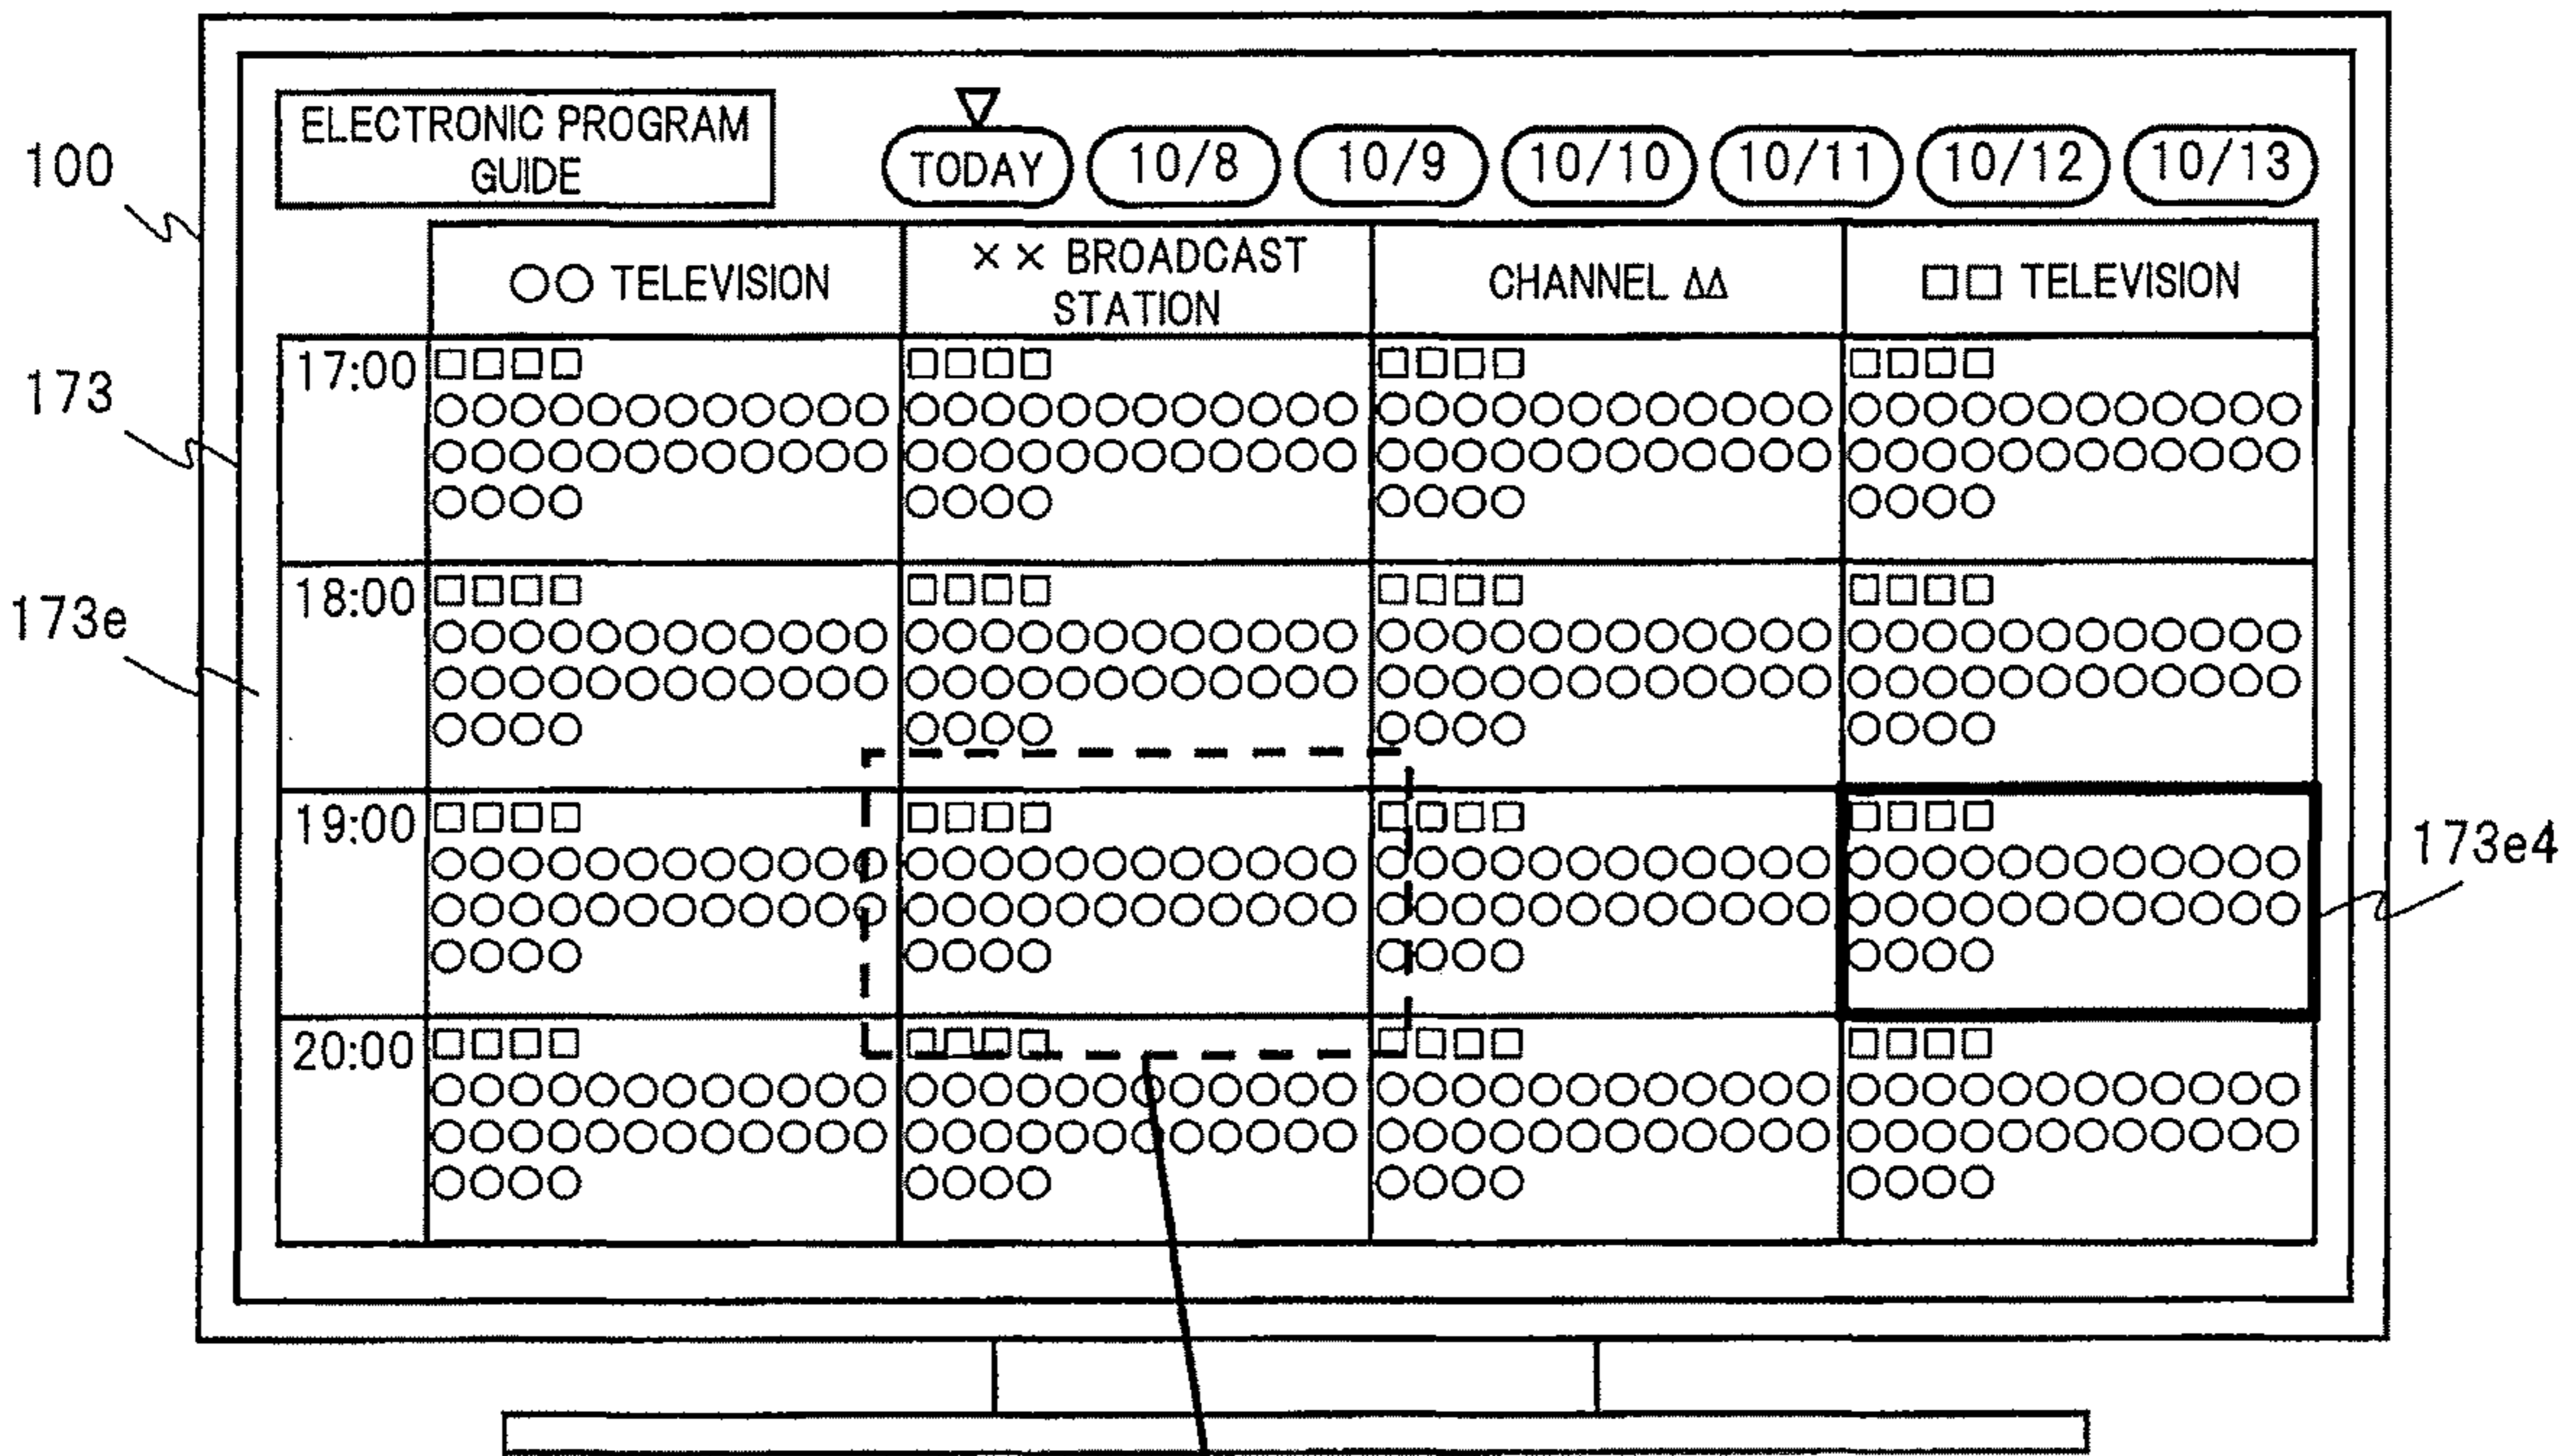 ELECTRONIC PROGRAM
GUIDE
TODAY 10/8 10/9 10/10 10/11 10/12 10/13
○○ TELEVISION
×× BROADCAST
STATION
CHANNEL ΔΔ
□□ TELEVISION
17:00 □□□□ □□□□ □□□□ □□□□
○○○○○○○○○○○○ ○○○○○○○○○○○○ ○○○○○○○○○○○○ ○○○○○○○○○○○○
○○○○○○○○○○○○ ○○○○○○○○○○○○ ○○○○○○○○○○○○ ○○○○○○○○○○○○
○○○○ ○○○○ ○○○○ ○○○○
18:00 □□□□ □□□□ □□□□ □□□□
○○○○○○○○○○○○ ○○○○○○○○○○○○ ○○○○○○○○○○○○ ○○○○○○○○○○○○
○○○○○○○○○○○○ ○○○○○○○○○○○○ ○○○○○○○○○○○○ ○○○○○○○○○○○○
○○○○ ○○○○ ○○○○ ○○○○
19:00 □□□□ □□□□ □□□□ □□□□
○○○○○○○○○○○○ ○○○○○○○○○○○○ ○○○○○○○○○○○○ ○○○○○○○○○○○○
○○○○○○○○○○○○ ○○○○○○○○○○○○ ○○○○○○○○○○○○ ○○○○○○○○○○○○
○○○○ ○○○○ ○○○○ ○○○○
20:00 □□□□ □□□□ □□□□ □□□□
○○○○○○○○○○○○ ○○○○○○○○○○○○ ○○○○○○○○○○○○ ○○○○○○○○○○○○
○○○○○○○○○○○○ ○○○○○○○○○○○○ ○○○○○○○○○○○○ ○○○○○○○○○○○○
○○○○ ○○○○ ○○○○ ○○○○
100
173
173e
173e4